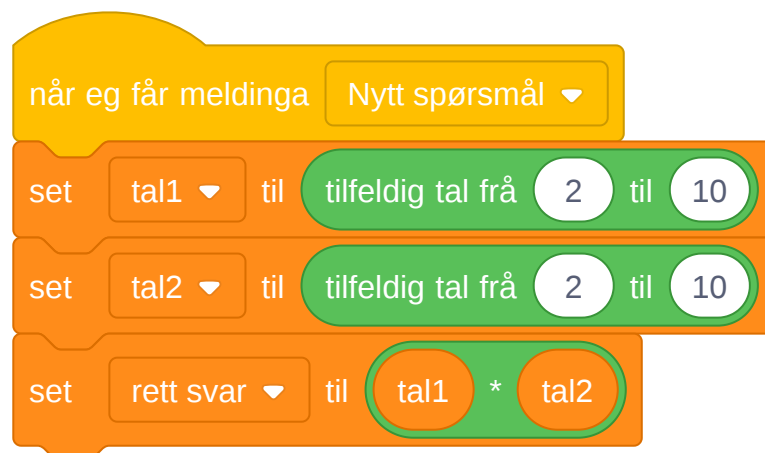 når eg får meldinga Nytt spørsmål
set tal1 til tilfeldig tal frå 2 til 10
set tal2 til tilfeldig tal frå 2 til 10
set rett svar til tal1 * tal2